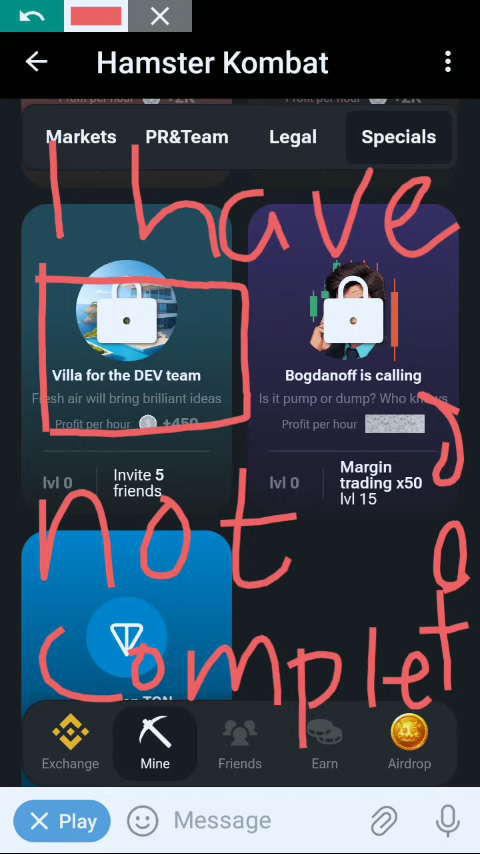 Hamster Kombat
Profit per hour +2K
Profit per hour +2K
Markets PR&Team Legal Specials
I have
Villa for the DEV team
Fresh air will bring brilliant ideas
Profit per hour $ +450
lvl 0
Invite 5
friends
Bogdanoff is calling
Is it pump or dump? Who knows
Profit per hour
lvl 0
Margin
trading x50
lvl 15
not
complet
TON
Exchange Mine Friends Earn Airdrop
Play Message